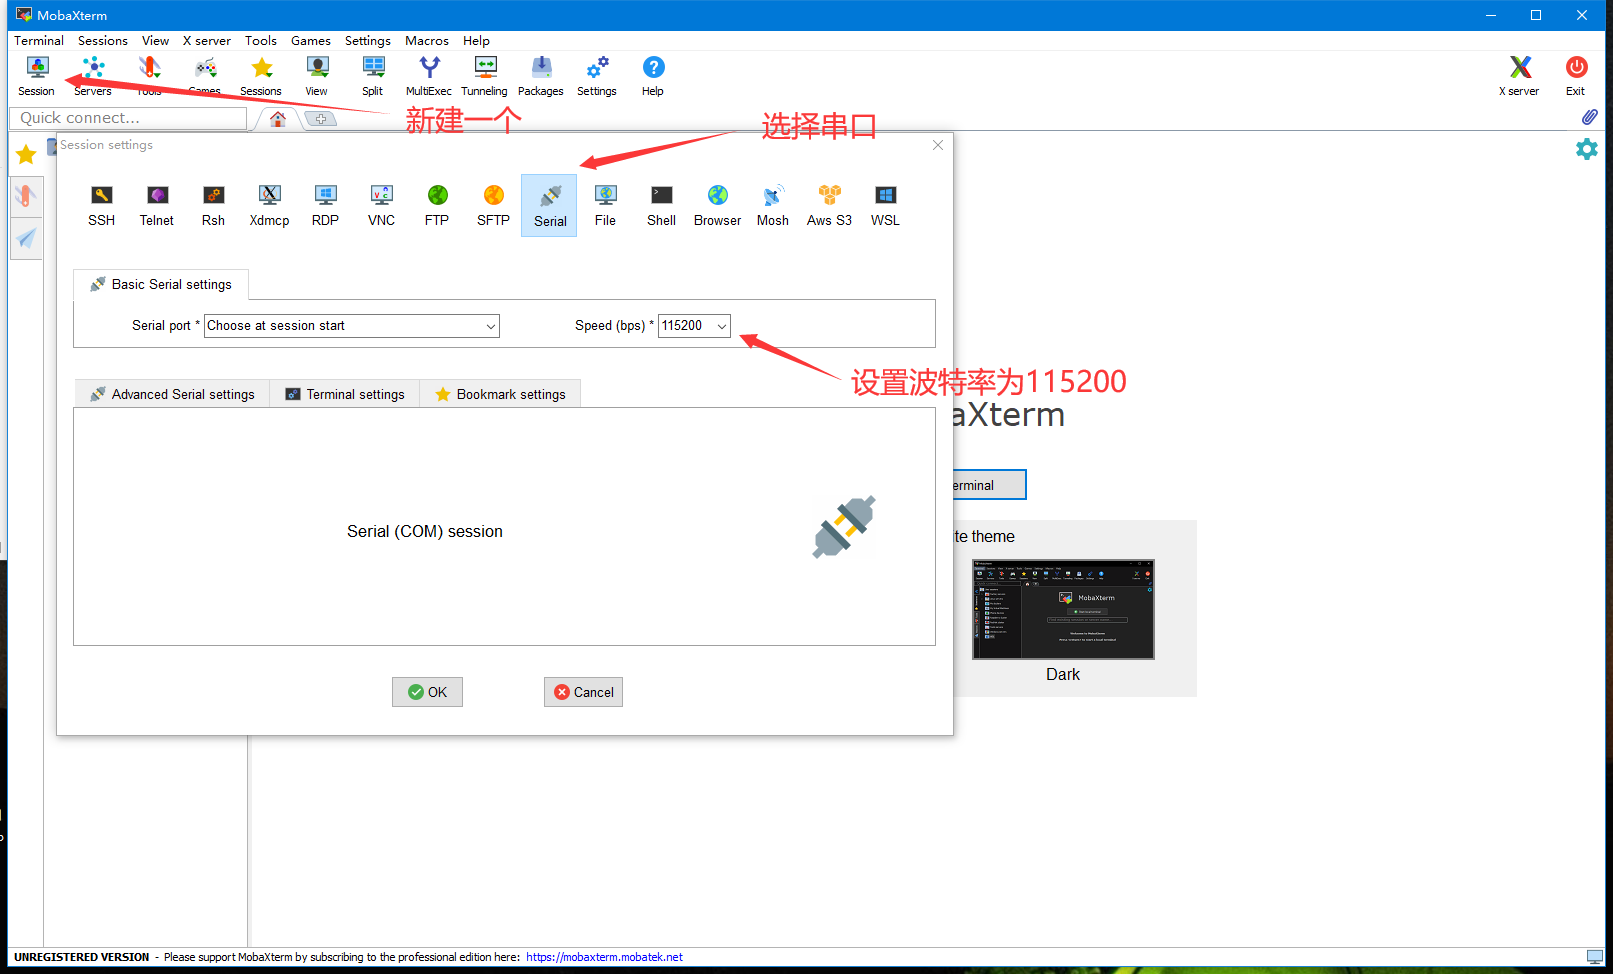 MobaXterm
Terminal Sessions View X server Tools Games Settings Macros Help
Session Servers Tools Games Sessions View Split MultiExec Tunneling Packages Settings Help X server Exit
Quick connect...
新建一个
选择串口
Session settings
SSH Telnet Rsh Xdmcp RDP VNC FTP SFTP Serial File Shell Browser Mosh Aws S3 WSL
Basic Serial settings
Serial port * Choose at session start Speed (bps) * 115200
设置波特率为115200
Advanced Serial settings Terminal settings Bookmark settings
aXterm
erminal
Serial (COM) session
te theme
MobaXterm
Dark
OK Cancel
UNREGISTERED VERSION - Please support MobaXterm by subscribing to the professional edition here: https://mobaxterm.mobatek.net